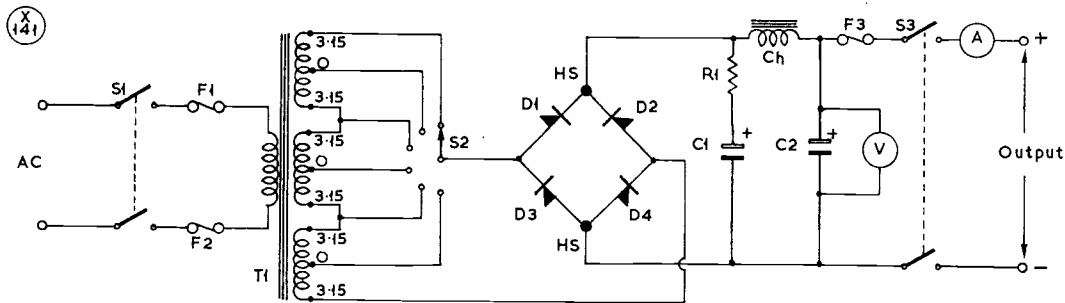 X
141
AC
S1
F1
F2
T1
3·15
O
3·15
3·15
O
3·15
3·15
O
3·15
S2
HS
D1
D2
D3
D4
HS
R1
C1
+
Ch
C2
+
V
F3
S3
A
+
Output
−